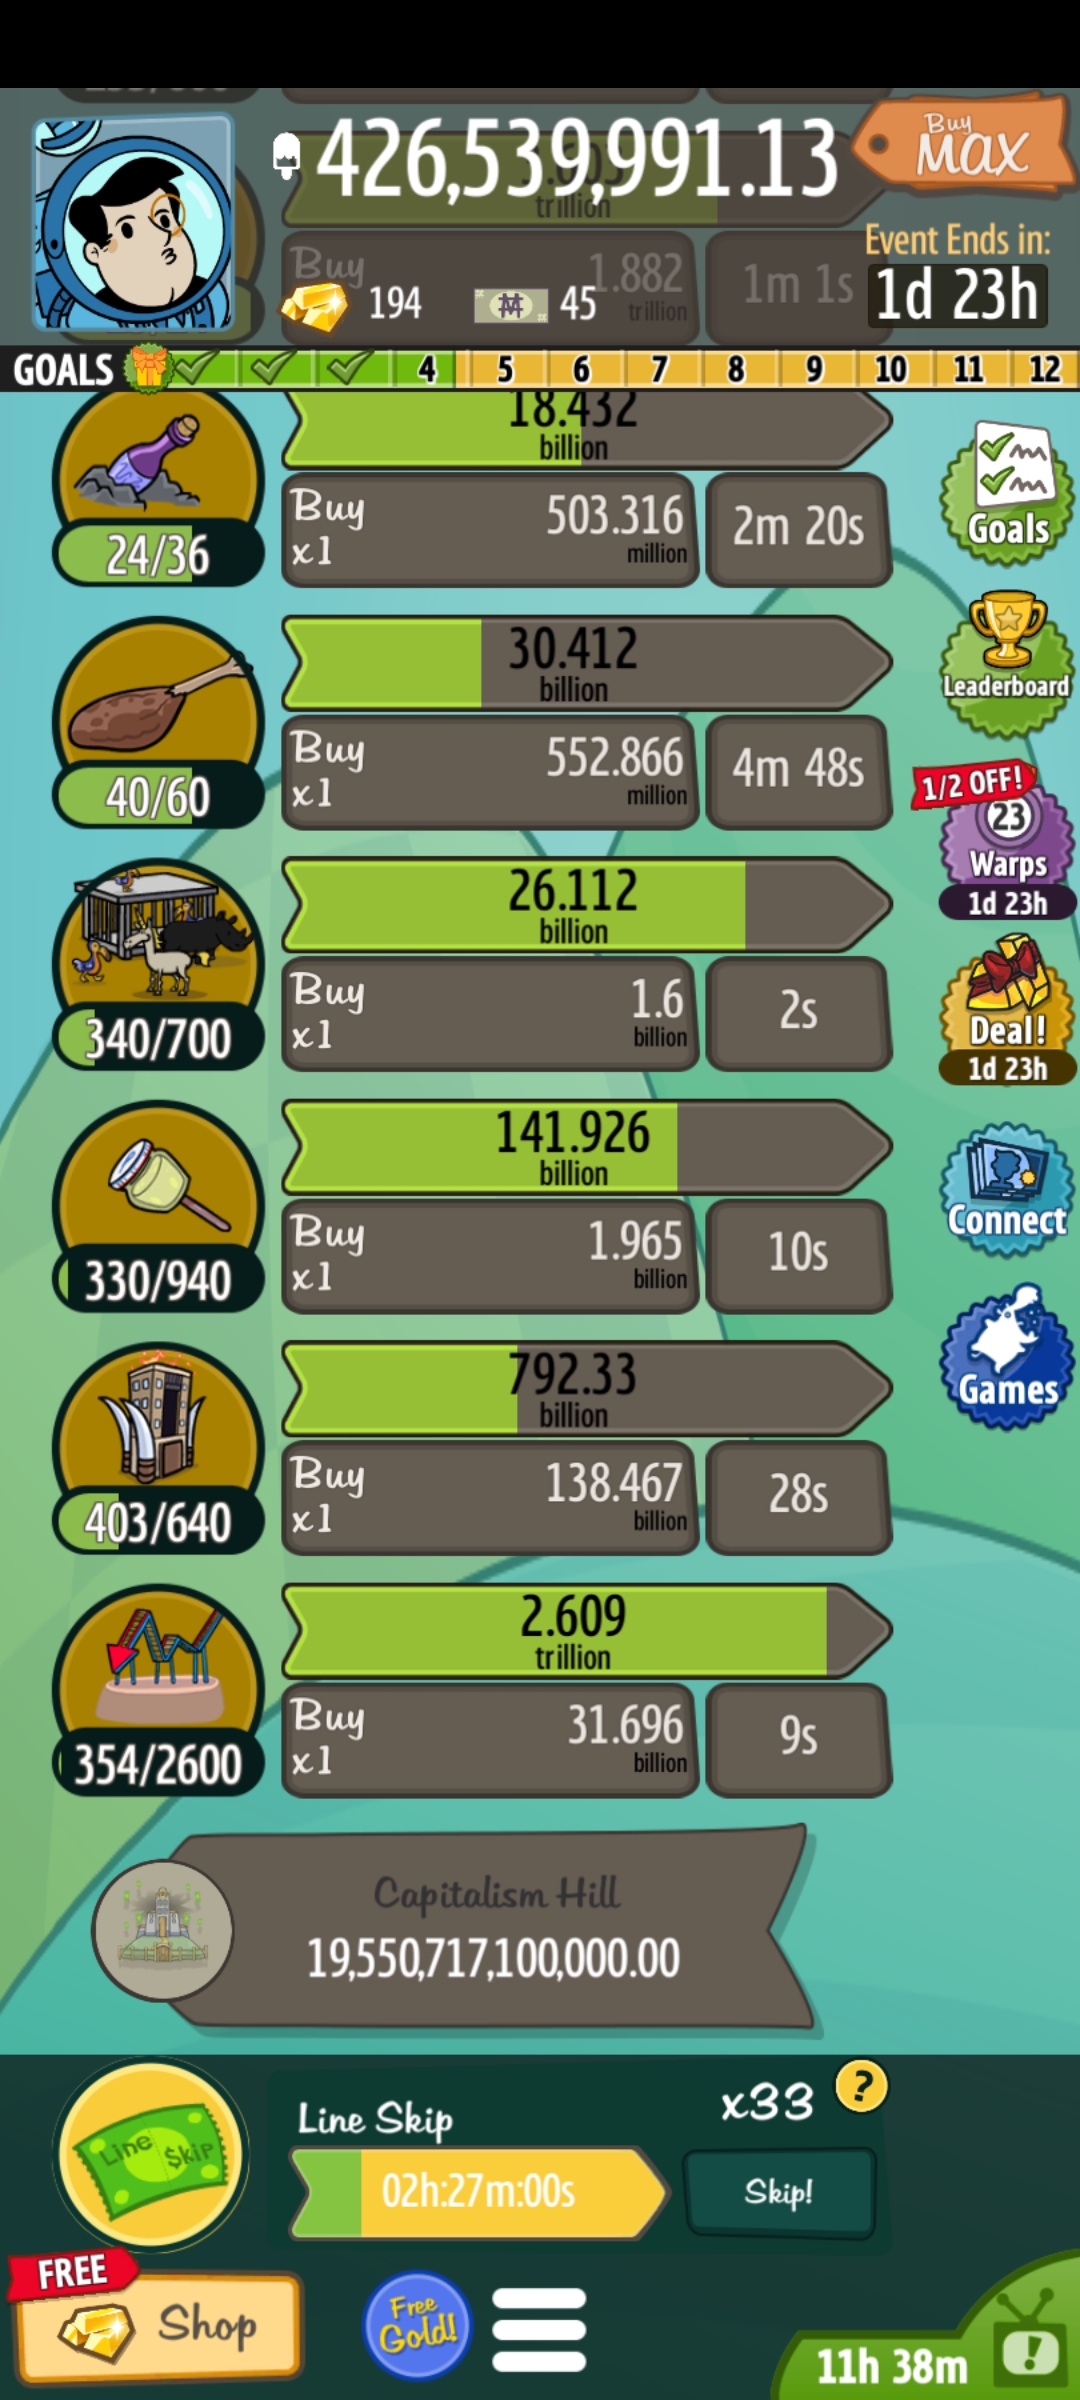 426,539,991.13
Buy
MAX
trillion
Buy
1.882
trillion
1m 1s
194
45
Event Ends in:
1d 23h
GOALS
4 5 6 7 8 9 10 11 12
18.432
billion
24/36
Buy
x1
503.316
million
2m 20s
Goals
30.412
billion
40/60
Buy
x1
552.866
million
4m 48s
Leaderboard
1/2 OFF!
23
Warps
1d 23h
26.112
billion
340/700
Buy
x1
1.6
billion
2s
Deal!
1d 23h
141.926
billion
330/940
Buy
x1
1.965
billion
10s
Connect
792.33
billion
403/640
Buy
x1
138.467
billion
28s
Games
2.609
trillion
354/2600
Buy
x1
31.696
billion
9s
Capitalism Hill
19,550,717,100,000.00
Line $kip
Line Skip
x33
?
02h:27m:00s
Skip!
FREE
Shop
Free
Gold!
11h 38m
!